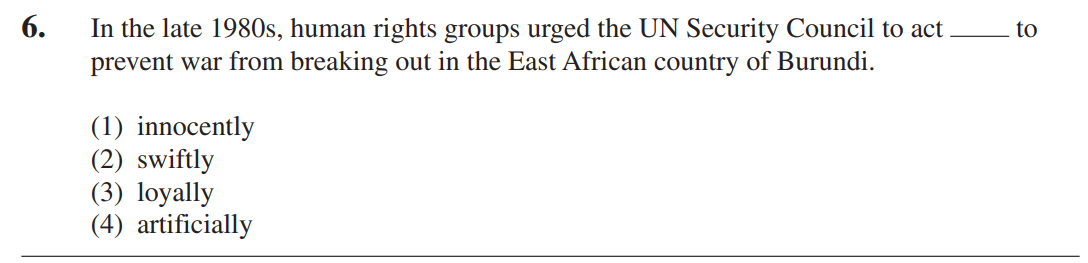 6. In the late 1980s, human rights groups urged the UN Security Council to act _____ to
prevent war from breaking out in the East African country of Burundi.
(1) innocently
(2) swiftly
(3) loyally
(4) artificially